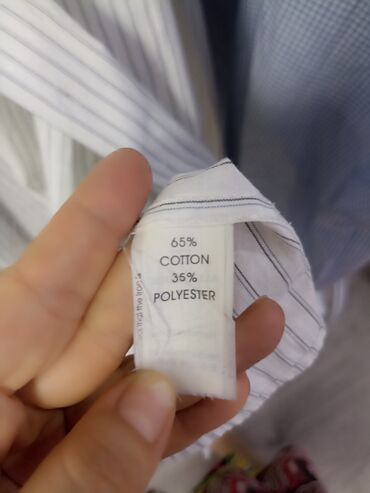 65%
COTTON
35%
POLYESTER